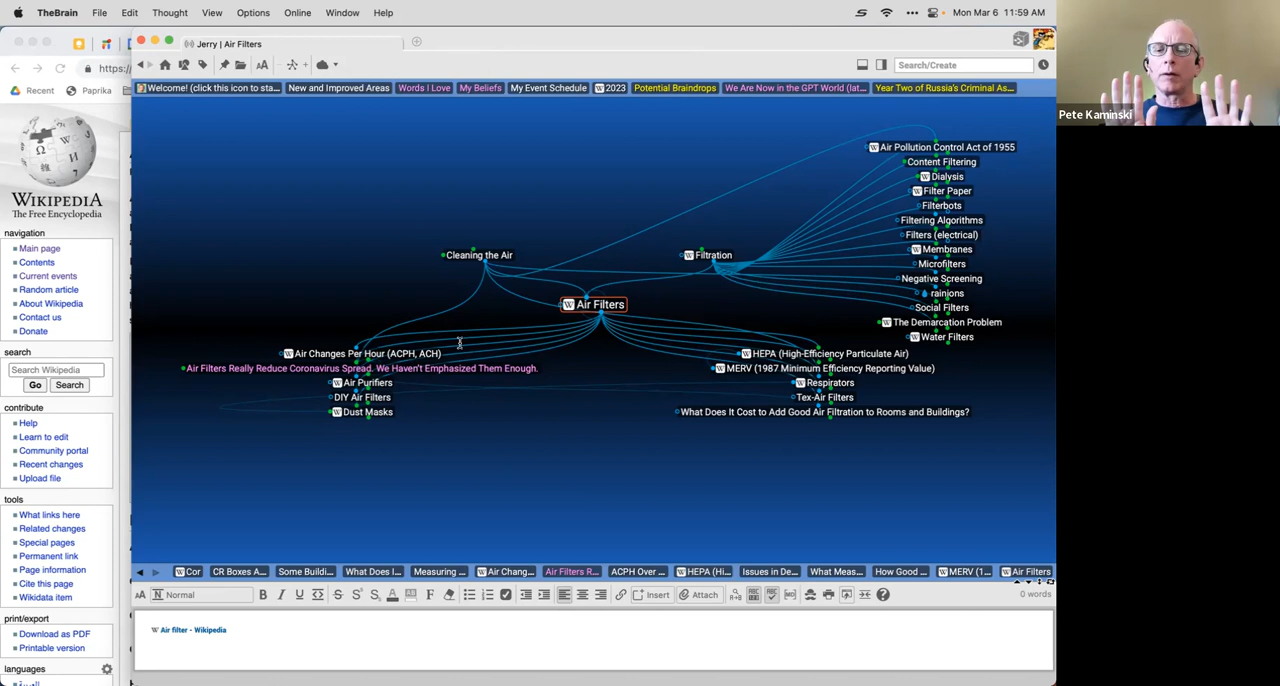 TheBrain File Edit Thought View Options Online Window Help Mon Mar 6 11:59 AM
Jerry | Air Filters
https:/
Search/Create
Recent Paprika
Welcome! (click this icon to sta... New and Improved Areas Words I Love My Beliefs My Event Schedule 2023 Potential Braindrops We Are Now in the GPT World (lat... Year Two of Russia's Criminal As...
Pete Kaminski
WIKIPEDIA
The Free Encyclopedia
navigation
Main page
Contents
Current events
Random article
About Wikipedia
Contact us
Donate
search
Search Wikipedia
Go Search
contribute
Help
Learn to edit
Community portal
Recent changes
Upload file
tools
What links here
Related changes
Special pages
Permanent link
Page information
Cite this page
Wikidata item
print/export
Download as PDF
Printable version
languages
Cleaning the Air
Filtration
Air Filters
Air Pollution Control Act of 1955
Content Filtering
Dialysis
Filter Paper
Filterbots
Filtering Algorithms
Filters (electrical)
Membranes
Microfilters
Negative Screening
rainions
Social Filters
The Demarcation Problem
Water Filters
Air Changes Per Hour (ACPH, ACH)
Air Filters Really Reduce Coronavirus Spread. We Haven't Emphasized Them Enough.
Air Purifiers
DIY Air Filters
Dust Masks
HEPA (High-Efficiency Particulate Air)
MERV (1987 Minimum Efficiency Reporting Value)
Respirators
Tex-Air Filters
What Does It Cost to Add Good Air Filtration to Rooms and Buildings?
Cor CR Boxes A... Some Buildi... What Does I... Measuring ... Air Chang... Air Filters R... ACPH Over ... HEPA (Hi... Issues in De... What Meas... How Good ... MERV (1... Air Filters
Normal B I U S Insert Attach 0 words
Air filter - Wikipedia